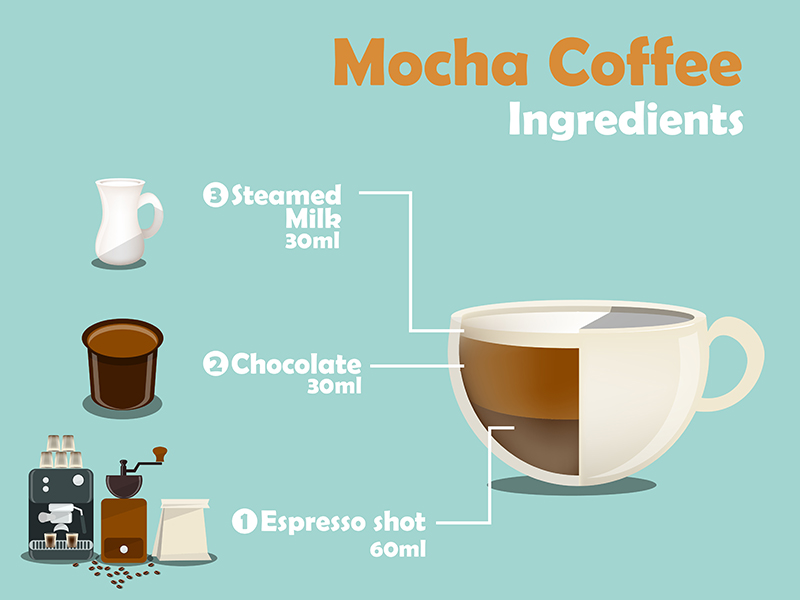 Mocha Coffee
Ingredients
3 Steamed
Milk
30ml
2 Chocolate
30ml
1 Espresso shot
60ml